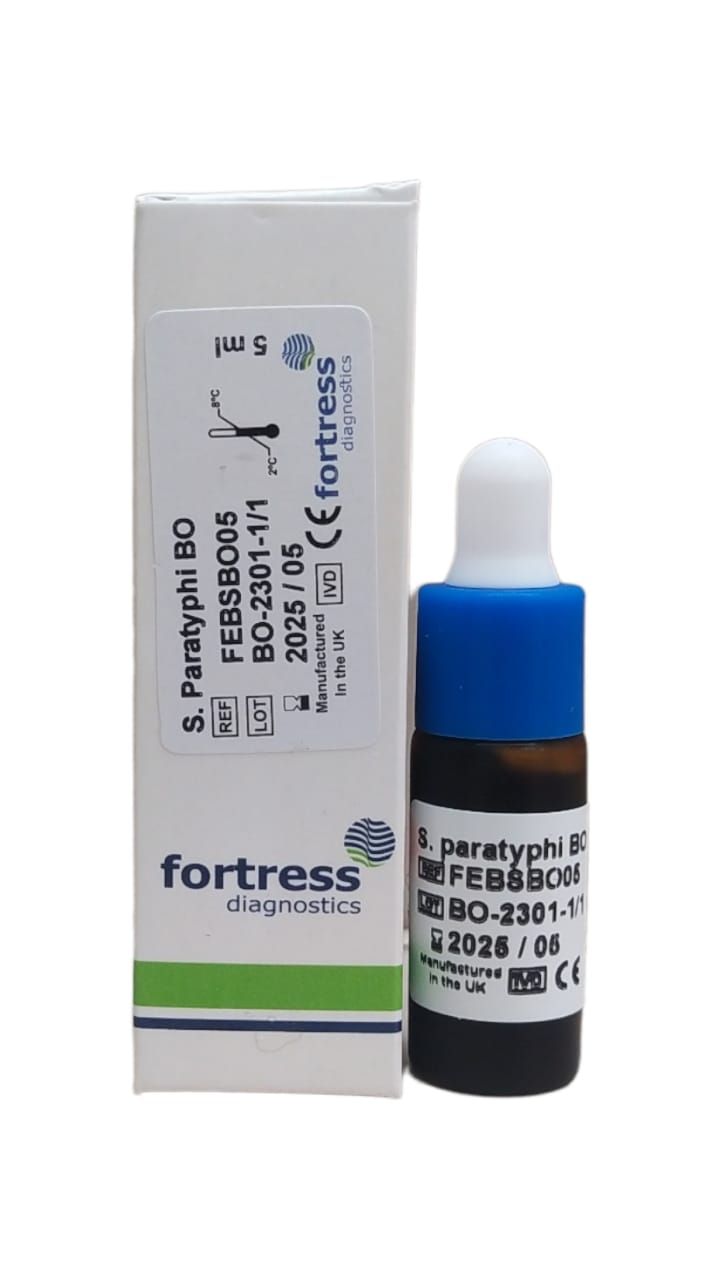 S. Paratyphi BO
REF FEBSBO05
LOT BO-2301-1/1
2025 / 05
Manufactured
In the UK
IVD CE
2°C
8°C
5 ml
fortress
diagnostics
fortress
diagnostics
S. paratyphi BO
REF FEBSBO05
LOT BO-2301-1/1
2025 / 05
Manufactured
in the UK
IVD CE